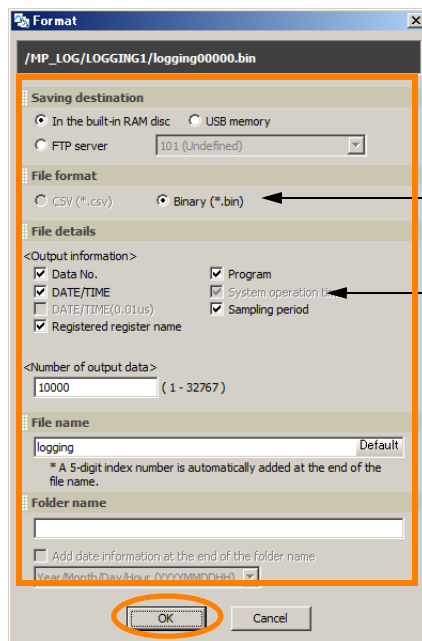 Format
/MP_LOG/LOGGING1/logging00000.bin
Saving destination
In the built-in RAM disc USB memory
FTP server 101 (Undefined)
File format
CSV (*.csv) Binary (*.bin)
File details
<Output information>
Data No. Program
DATE/TIME System operation
DATE/TIME(0.01us) Sampling period
Registered register name
<Number of output data>
10000 ( 1 - 32767 )
File name
logging Default
* A 5-digit index number is automatically added at the end of the
file name.
Folder name
Add date information at the end of the folder name
Year/Month/Day/Hour (YYYYMMDDHH)
OK Cancel